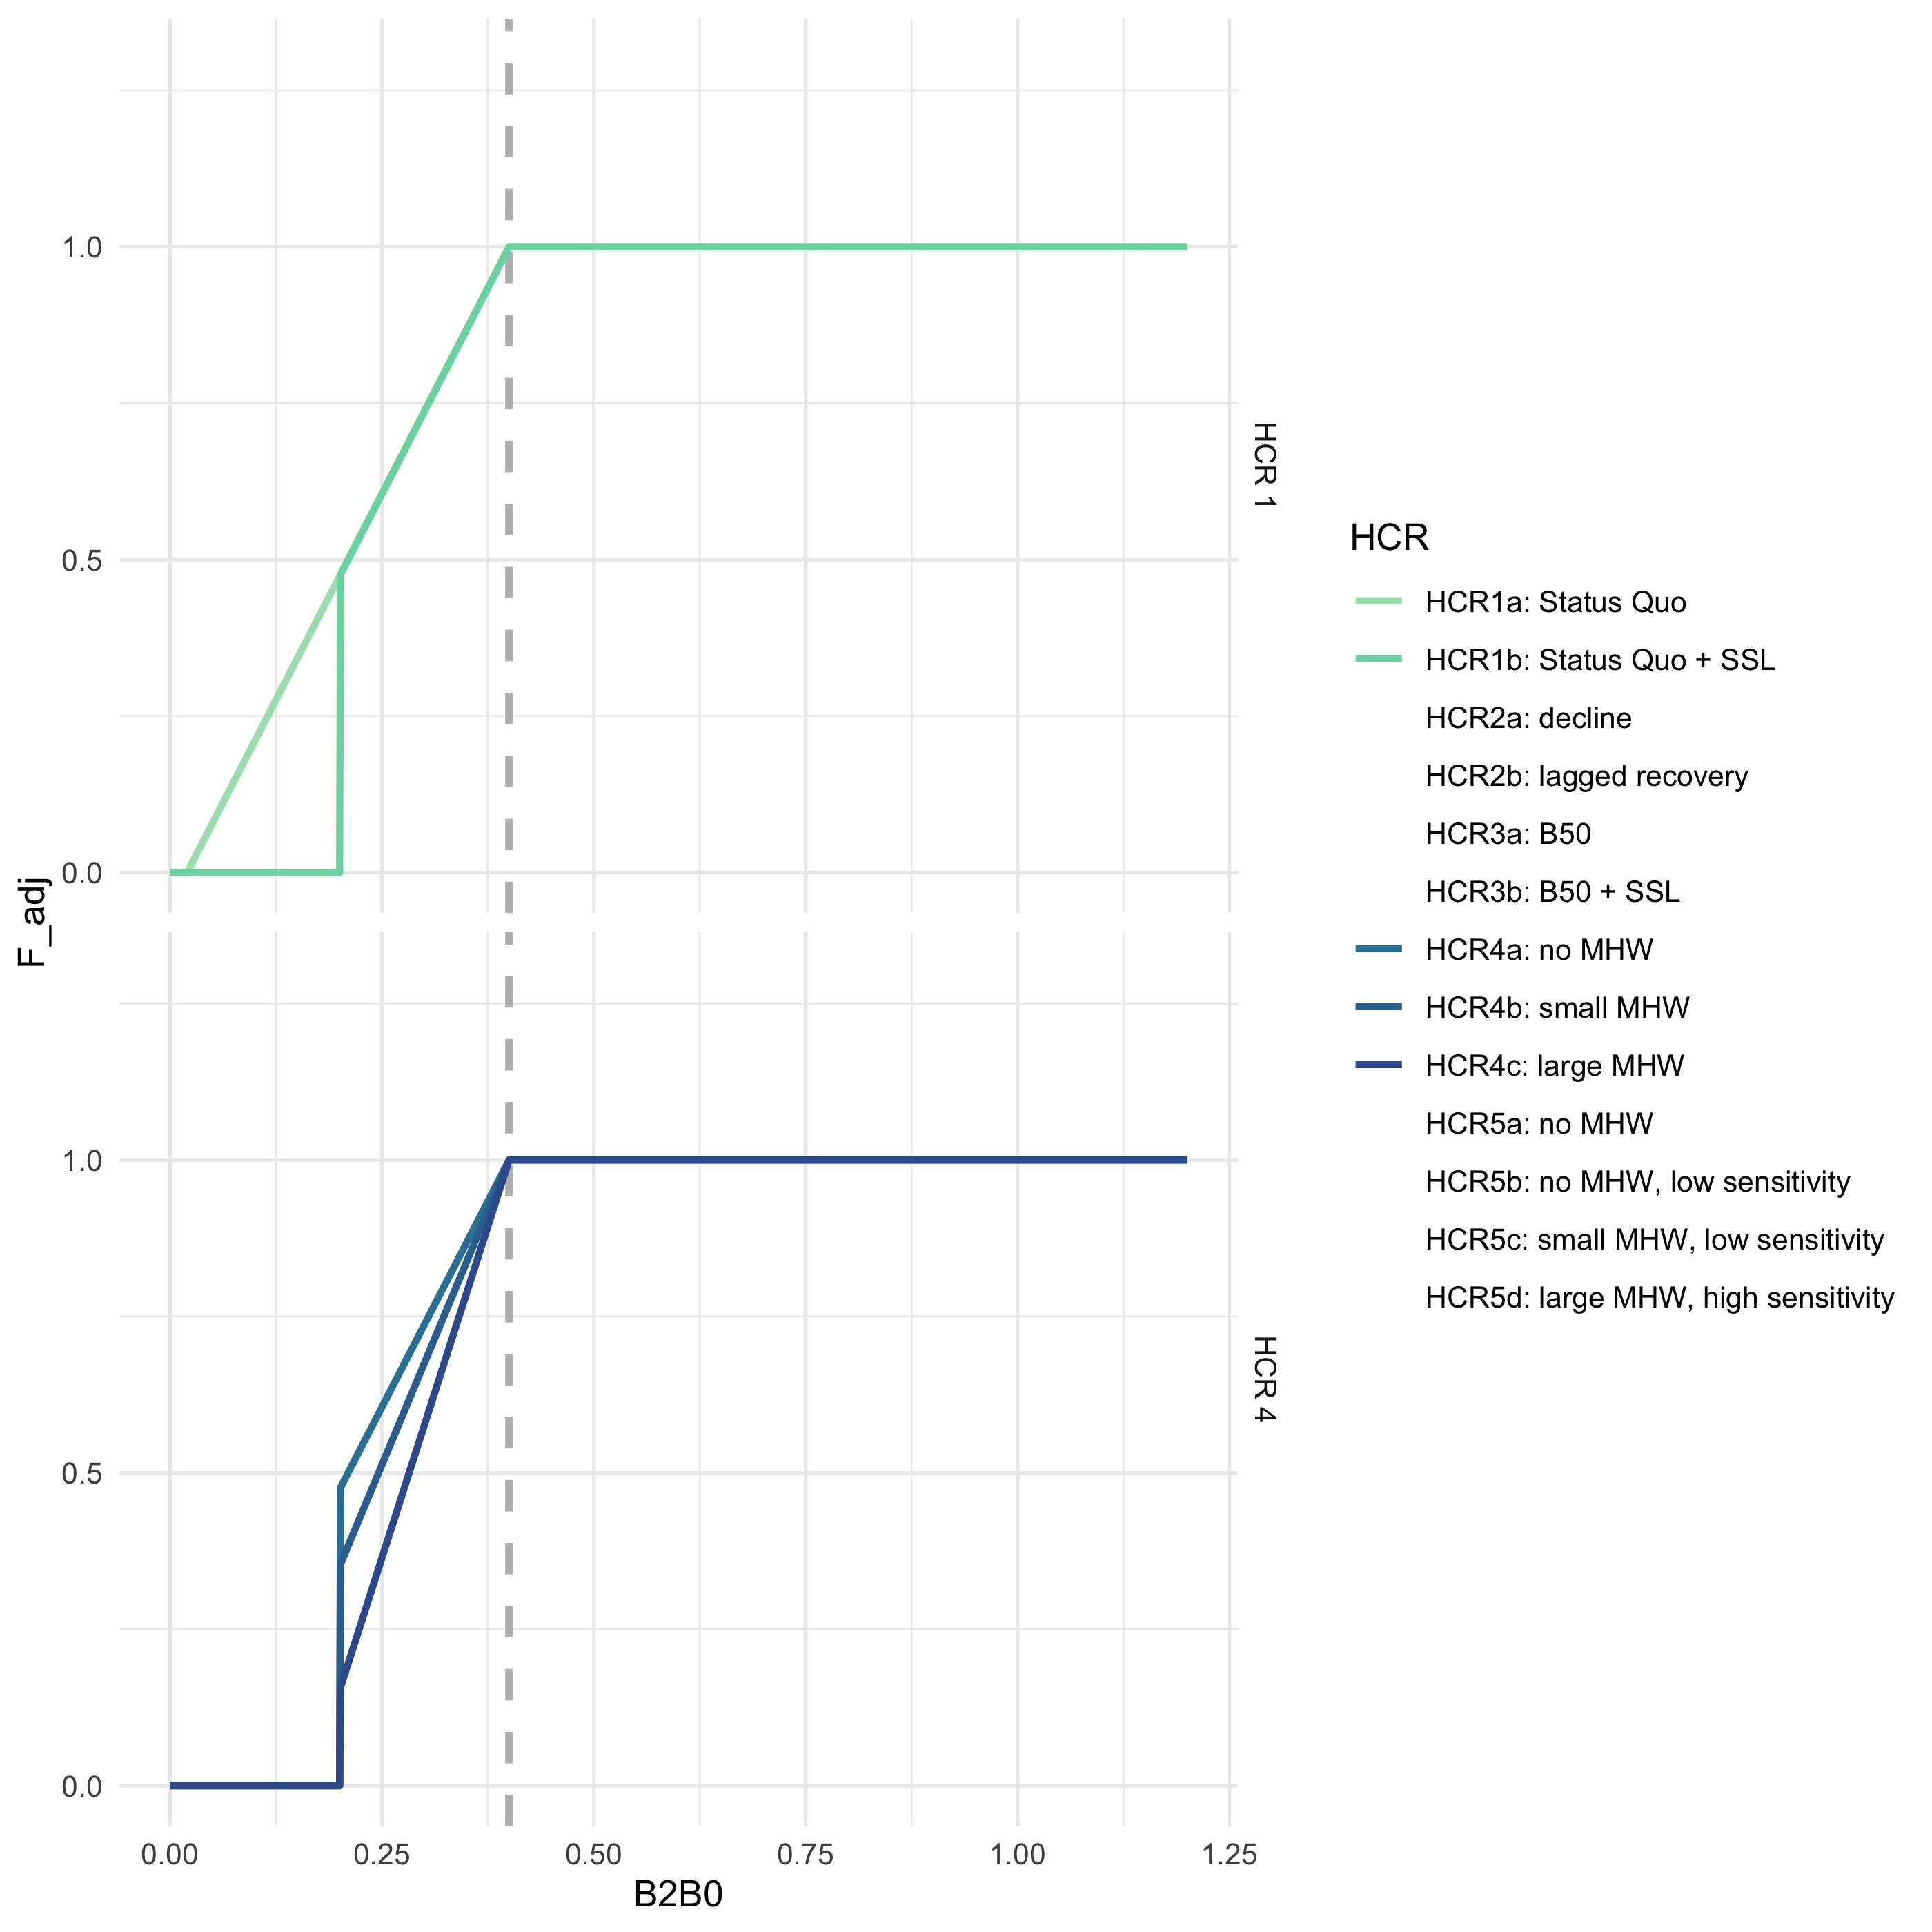 F_adj
1.0
0.5
0.0
HCR 1
1.0
0.5
0.0
HCR 4
0.00
0.25
0.50
0.75
1.00
1.25
B2B0
HCR
HCR1a: Status Quo
HCR1b: Status Quo + SSL
HCR2a: decline
HCR2b: lagged recovery
HCR3a: B50
HCR3b: B50 + SSL
HCR4a: no MHW
HCR4b: small MHW
HCR4c: large MHW
HCR5a: no MHW
HCR5b: no MHW, low sensitivity
HCR5c: small MHW, low sensitivity
HCR5d: large MHW, high sensitivity